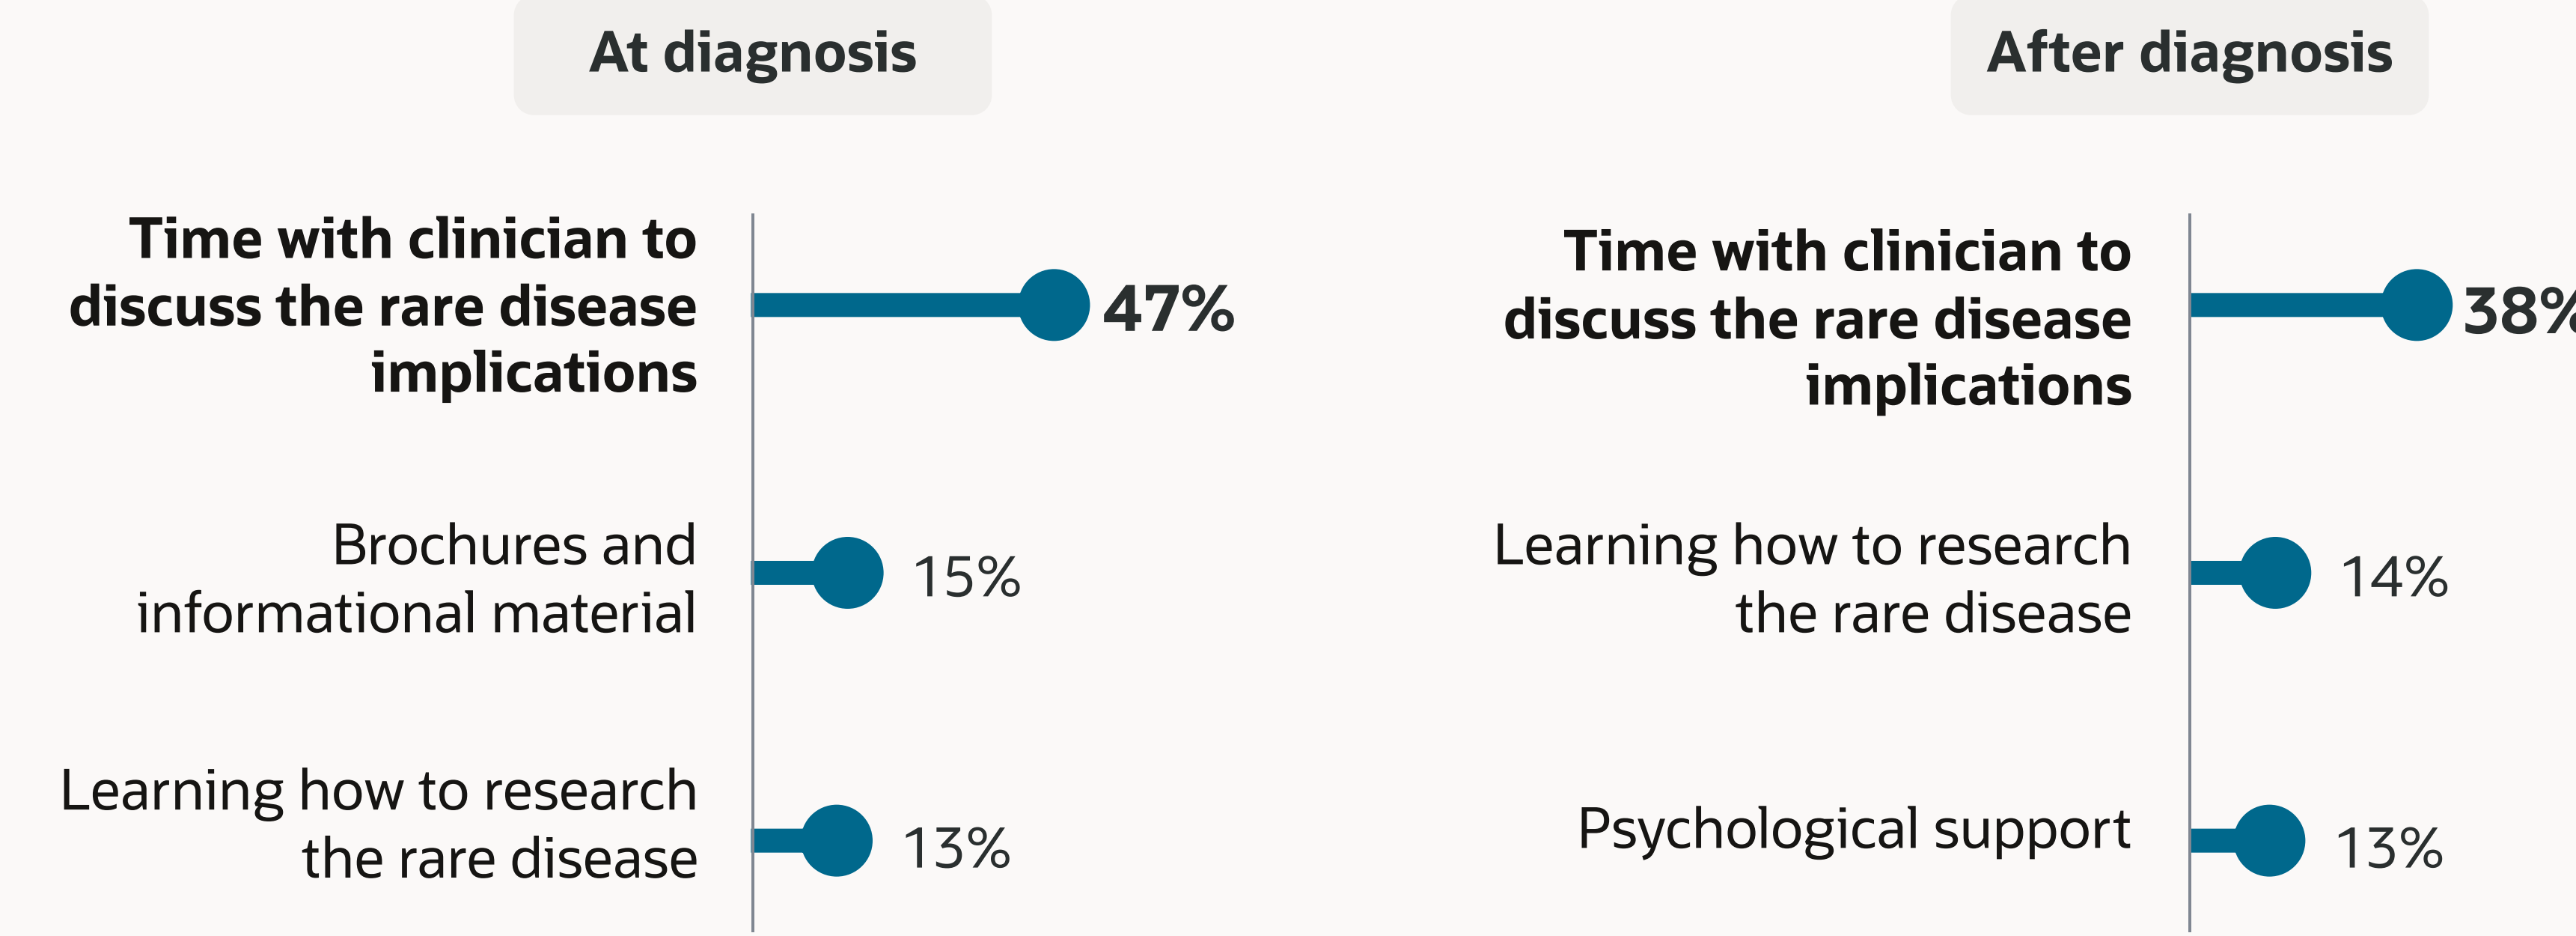 At diagnosis
Time with clinician to
discuss the rare disease
implications
47%
Brochures and
informational material
15%
Learning how to research
the rare disease
13%
After diagnosis
Time with clinician to
discuss the rare disease
implications
38%
Learning how to research
the rare disease
14%
Psychological support
13%